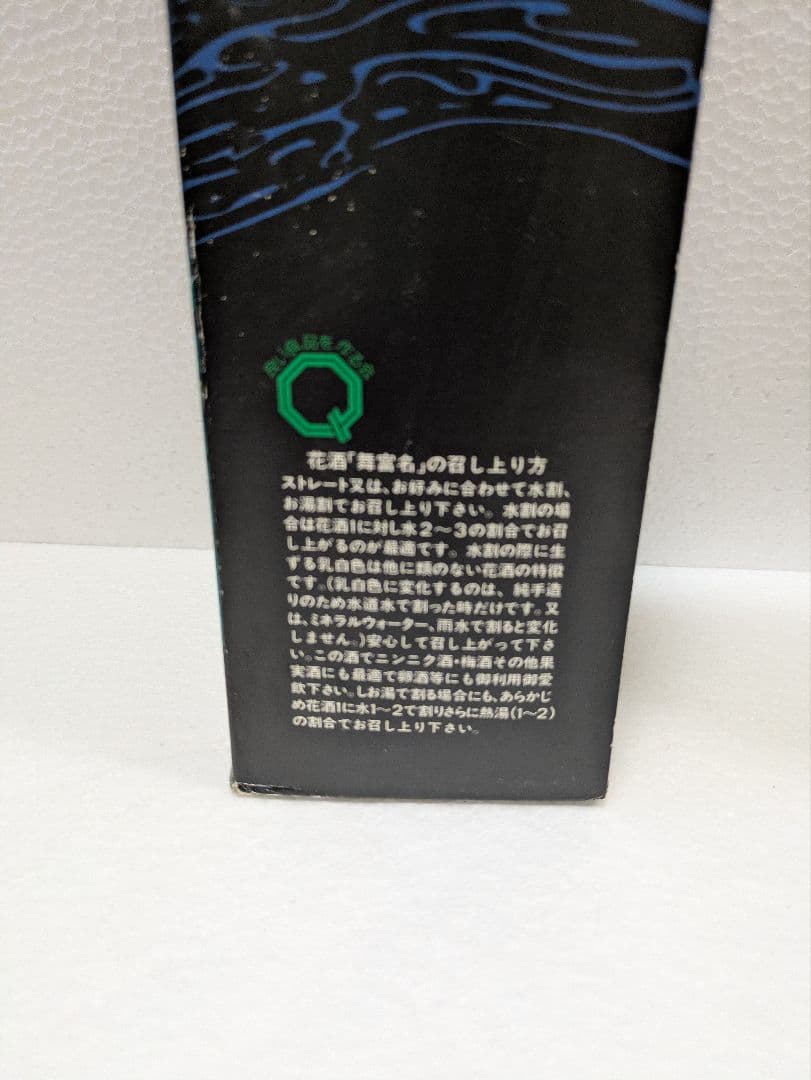 良い食品を作る会
Q
花酒「舞富名」の召し上り方
ストレート又は、お好みに合わせて水割、
お湯割でお召し上り下さい。水割の場
合は花酒1に対し水2〜3の割合でお召
し上がるのが最適です。水割の際に生
ずる乳白色は他に類のない花酒の特徴
です。(乳白色に変化するのは、純手造
りのため水道水で割った時だけです。又
は、ミネラルウォーター、雨水で割ると変化
しません。)安心して召し上がって下さ
い。この酒でニンニク酒・梅酒その他果
実酒にも最適で卵酒等にも御利用御愛
飲下さい。しお湯で割る場合にも、あらかじ
め花酒1に水1〜2で割りさらに熱湯(1〜2)
の割合でお召し上り下さい。